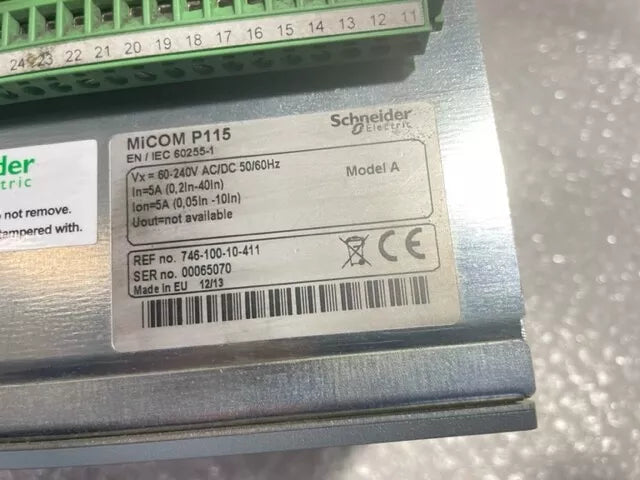 24 23 22 21 20 19 18 17 16 15 14 13 12 11
MiCOM P115
EN / IEC 60255-1
Schneider
Electric
Vx = 60-240V AC/DC 50/60Hz
Model A
In=5A (0,2In-40In)
Ion=5A (0,05In -10In)
Uout=not available
REF no. 746-100-10-411
SER no. 00065070
Made in EU 12/13
CE
der
tric
not remove.
tampered with.